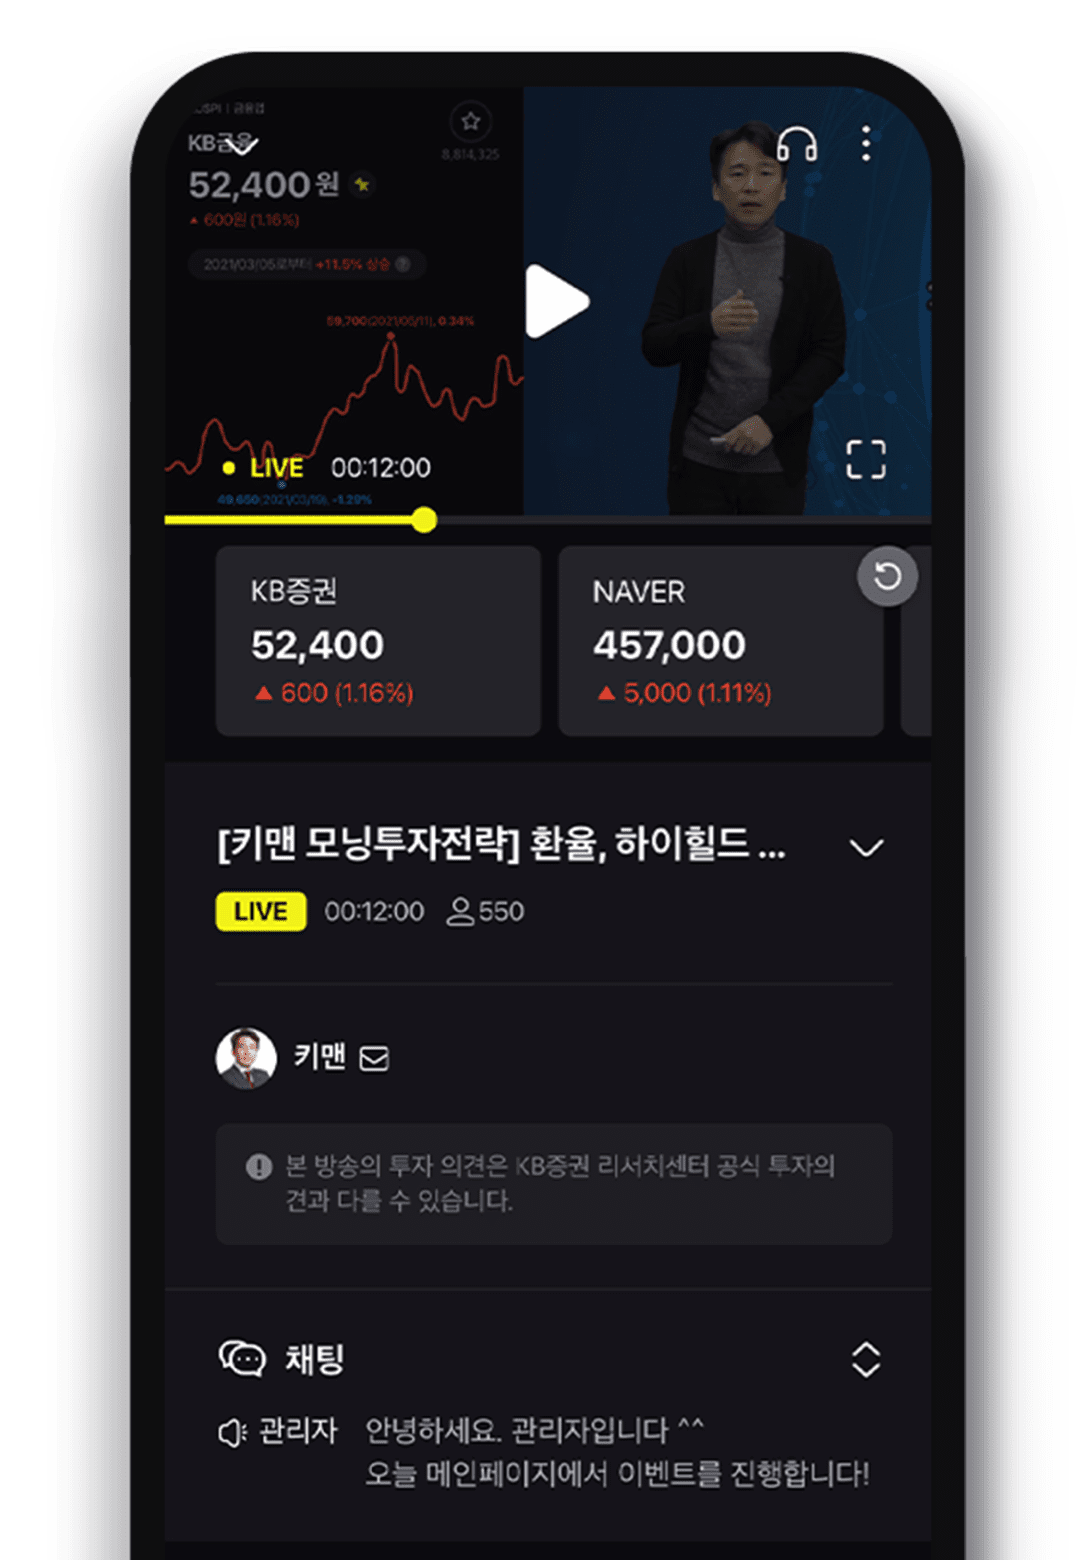 KOSPI | 금융업
KB금융
8,814,325
52,400원
▲ 600원 (1.16%)
2021/03/05로부터 +11.5% 상승 ?
59,700(2021/05/11), 0.34%
LIVE 00:12:00
49,650(2021/03/19), -1.29%
KB증권
52,400
▲ 600 (1.16%)
NAVER
457,000
▲ 5,000 (1.11%)
[키맨 모닝투자전략] 환율, 하이힐드 ...
LIVE 00:12:00 550
키맨
본 방송의 투자 의견은 KB증권 리서치센터 공식 투자의
견과 다를 수 있습니다.
채팅
관리자 안녕하세요. 관리자입니다 ^^
오늘 메인페이지에서 이벤트를 진행합니다!